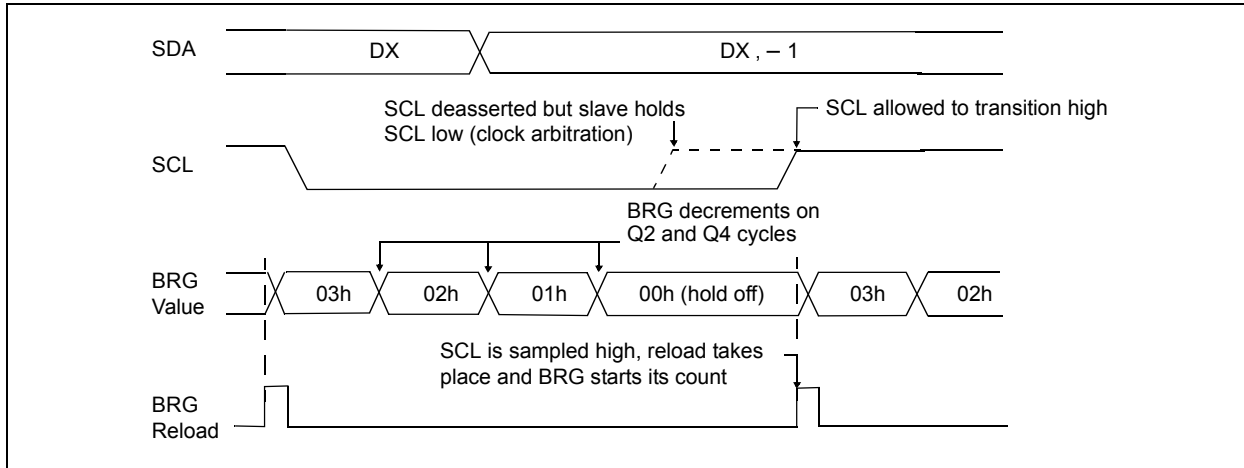 SDA
DX
DX , – 1
SCL deasserted but slave holds
SCL low (clock arbitration)
SCL allowed to transition high
SCL
BRG decrements on
Q2 and Q4 cycles
BRG
Value
03h
02h
01h
00h (hold off)
03h
02h
SCL is sampled high, reload takes
place and BRG starts its count
BRG
Reload